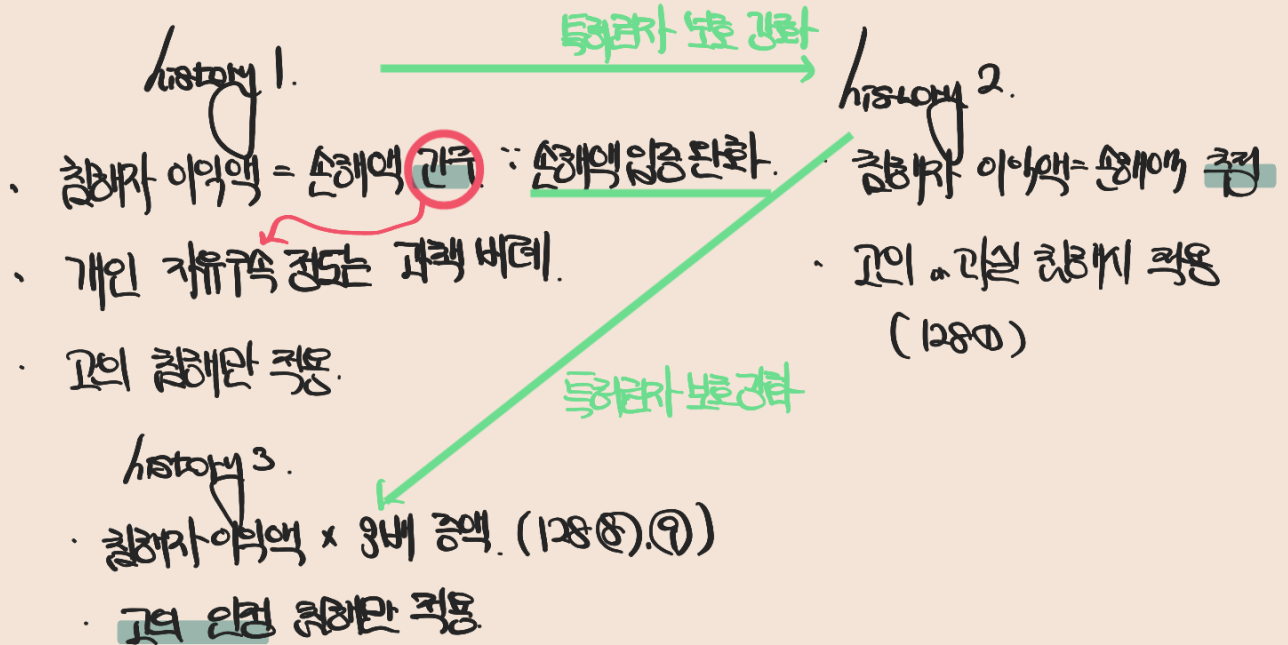 특허권자 보호 강화
history 1.
· 침해자 이익액 = 손해액 간주. ∵ 손해액 입증 완화.
· 개인 자유구속 정도는 과책 비례.
· 고의 침해만 적용.
history 2.
· 침해자 이익액 = 손해액 추정
· 고의 or 과실 침해시 적용
(128①)
특허권자 보호강화
history 3.
· 침해자 이익액 × 3배 증액. (128⑧).⑨)
· 고의 인정 침해만 적용.